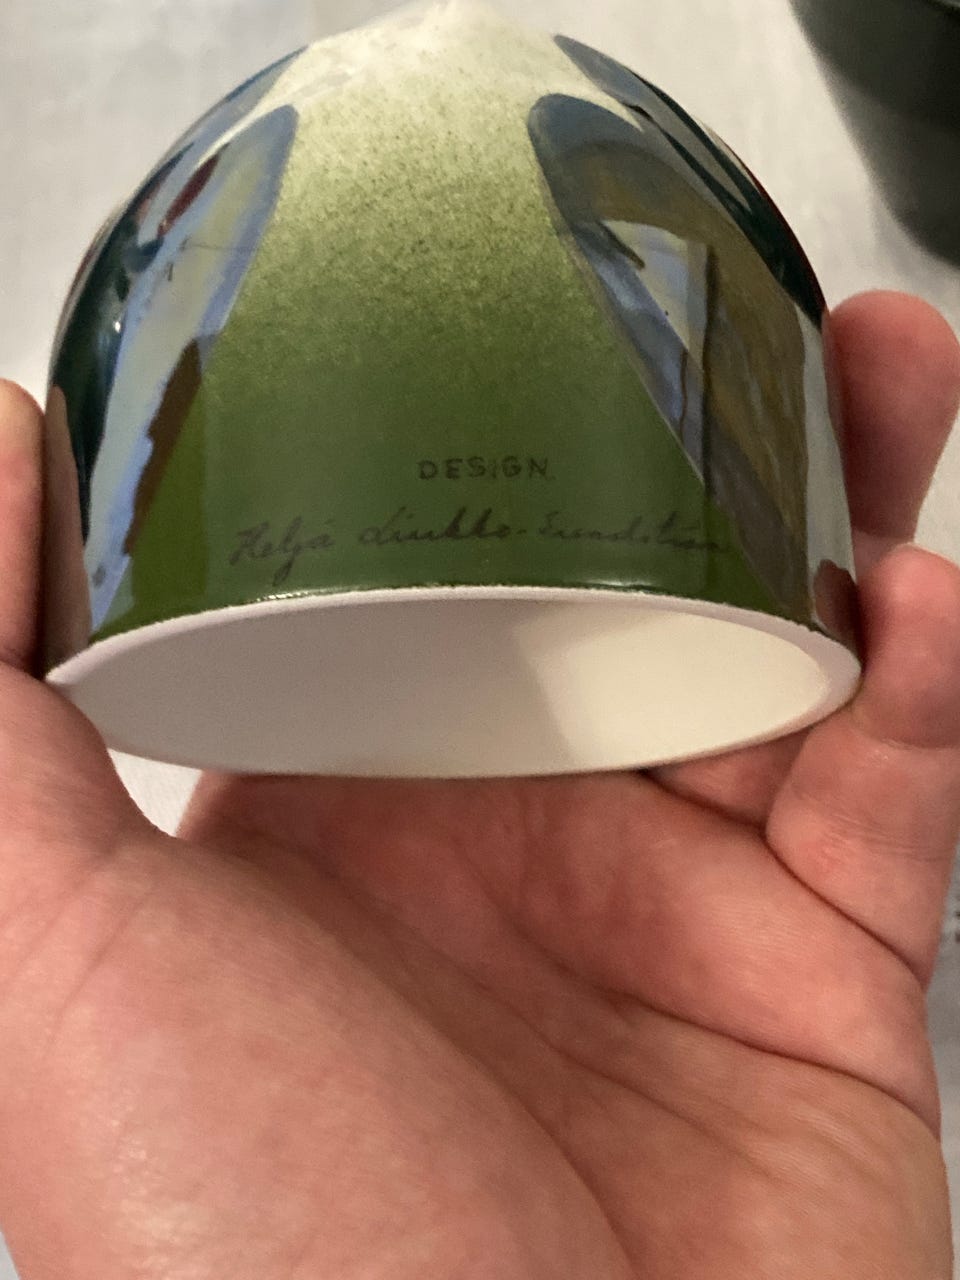 DESIGN
Heljä Liukko-Sundström